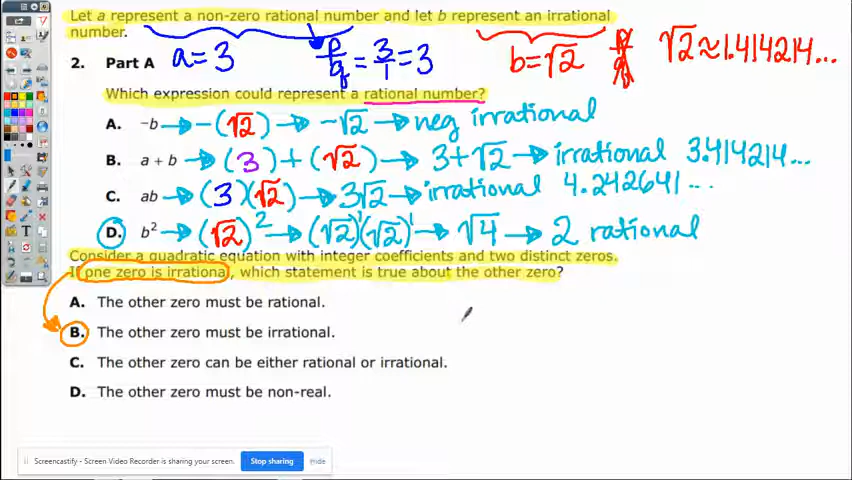 Let a represent a non-zero rational number and let b represent an irrational
number.
a = 3 p/q = 3/1 = 3 b = √2 p/q √2 ≈ 1.414214...
2. Part A
Which expression could represent a rational number?
A. −b → −(√2) → −√2 → neg irrational
B. a + b → (3) + (√2) → 3 + √2 → irrational 3.414214...
C. ab → (3)(√2) → 3√2 → irrational 4.242641...
D. b² → (√2)² → (√2)¹(√2)¹ → √4 → 2 rational
Consider a quadratic equation with integer coefficients and two distinct zeros.
If one zero is irrational, which statement is true about the other zero?
A. The other zero must be rational.
B. The other zero must be irrational.
C. The other zero can be either rational or irrational.
D. The other zero must be non-real.
Screencastify - Screen Video Recorder is sharing your screen. Stop sharing Hide